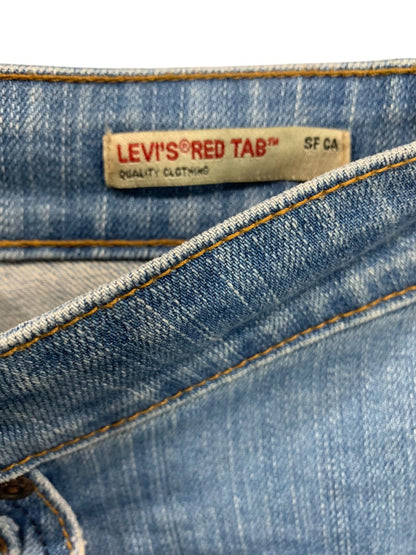 LEVI'S® RED TAB™ SF CA
QUALITY CLOTHING